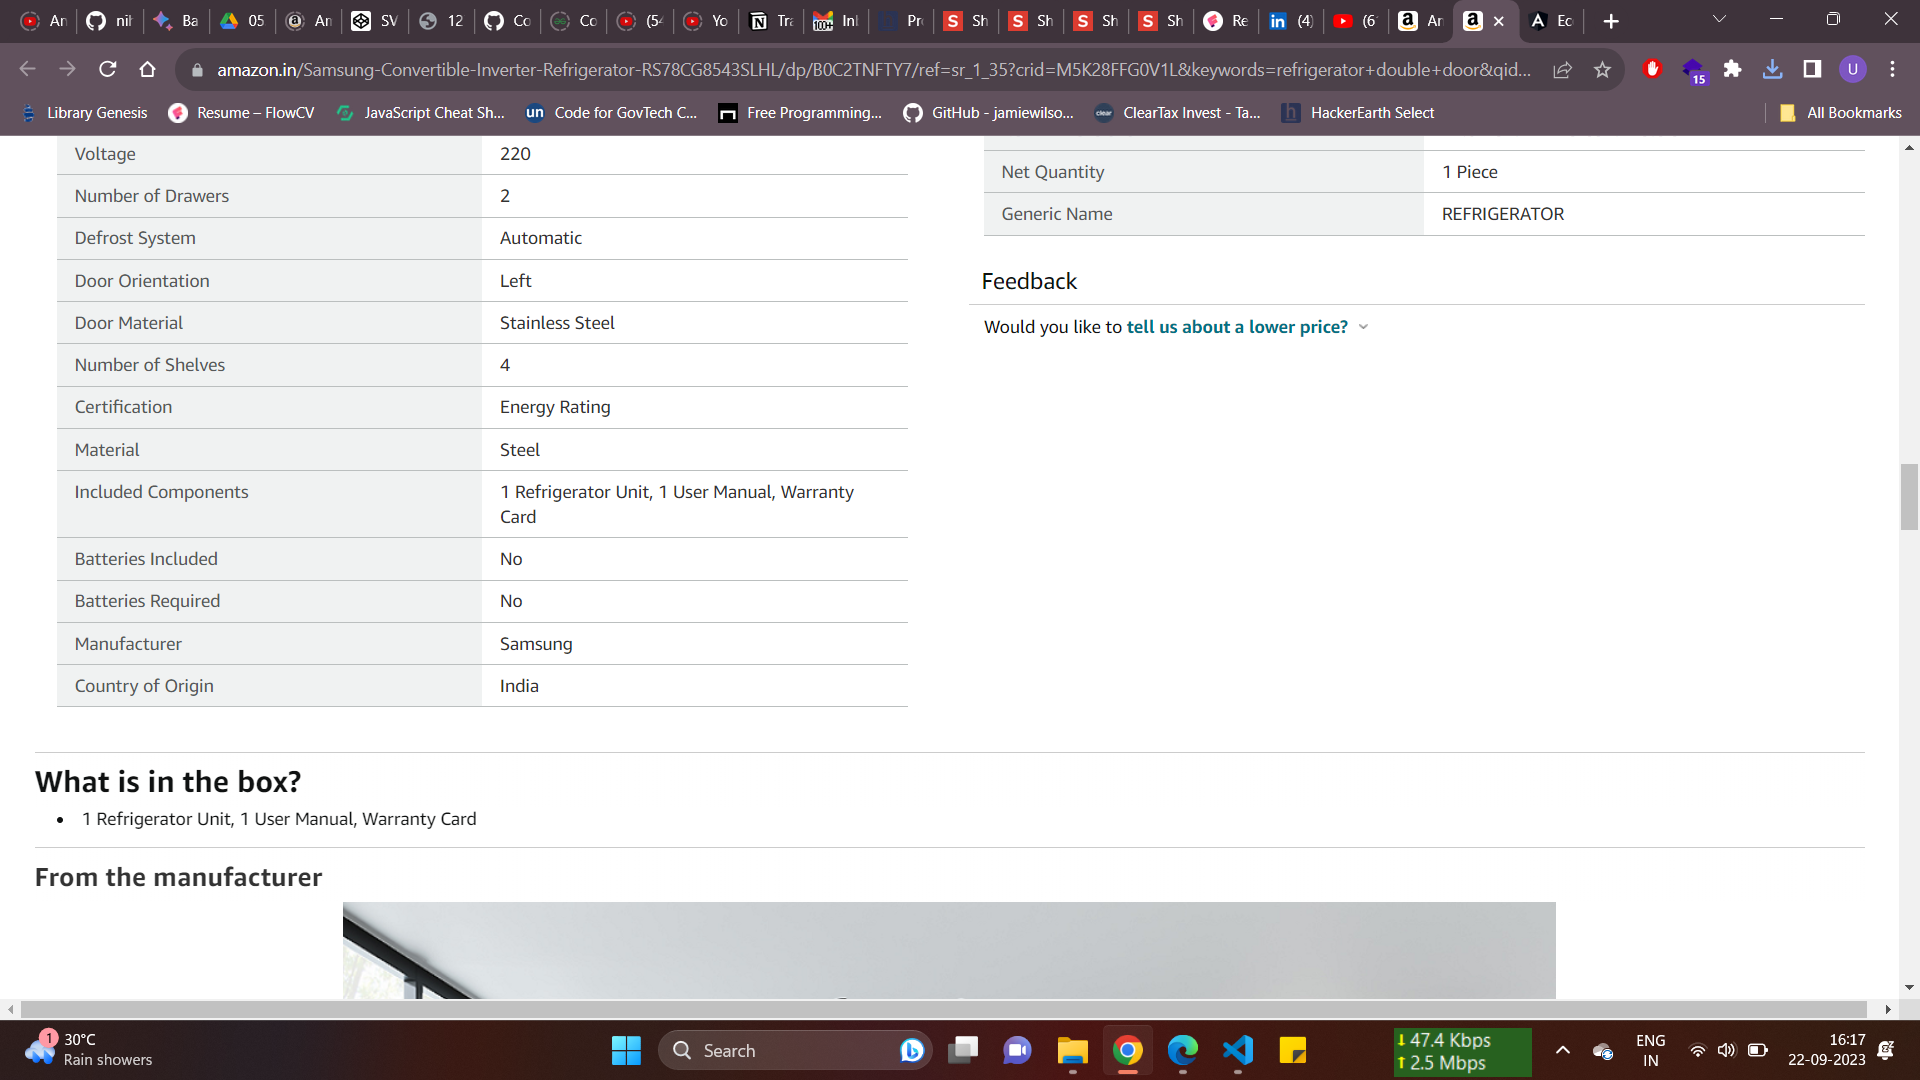 An
nih
Ba
05
An
SV
12
Co
Co
(54
Yo
Tra
Inl
Pr
Sh
Sh
Sh
Sh
Re
(4)
(6
An
Ec
amazon.in/Samsung-Convertible-Inverter-Refrigerator-RS78CG8543SLHL/dp/B0C2TNFTY7/ref=sr_1_35?crid=M5K28FFG0V1L&keywords=refrigerator+double+door&qid...
15
U
Library Genesis
Resume – FlowCV
JavaScript Cheat Sh...
Code for GovTech C...
Free Programming...
GitHub - jamiewilso...
ClearTax Invest - Ta...
HackerEarth Select
All Bookmarks
Voltage 220
Number of Drawers 2
Defrost System Automatic
Door Orientation Left
Door Material Stainless Steel
Number of Shelves 4
Certification Energy Rating
Material Steel
Included Components 1 Refrigerator Unit, 1 User Manual, Warranty
Card
Batteries Included No
Batteries Required No
Manufacturer Samsung
Country of Origin India
Net Quantity 1 Piece
Generic Name REFRIGERATOR
Feedback
Would you like to tell us about a lower price?
What is in the box?
1 Refrigerator Unit, 1 User Manual, Warranty Card
From the manufacturer
1
30°C
Rain showers
Search
47.4 Kbps
2.5 Mbps
ENG
IN
16:17
22-09-2023